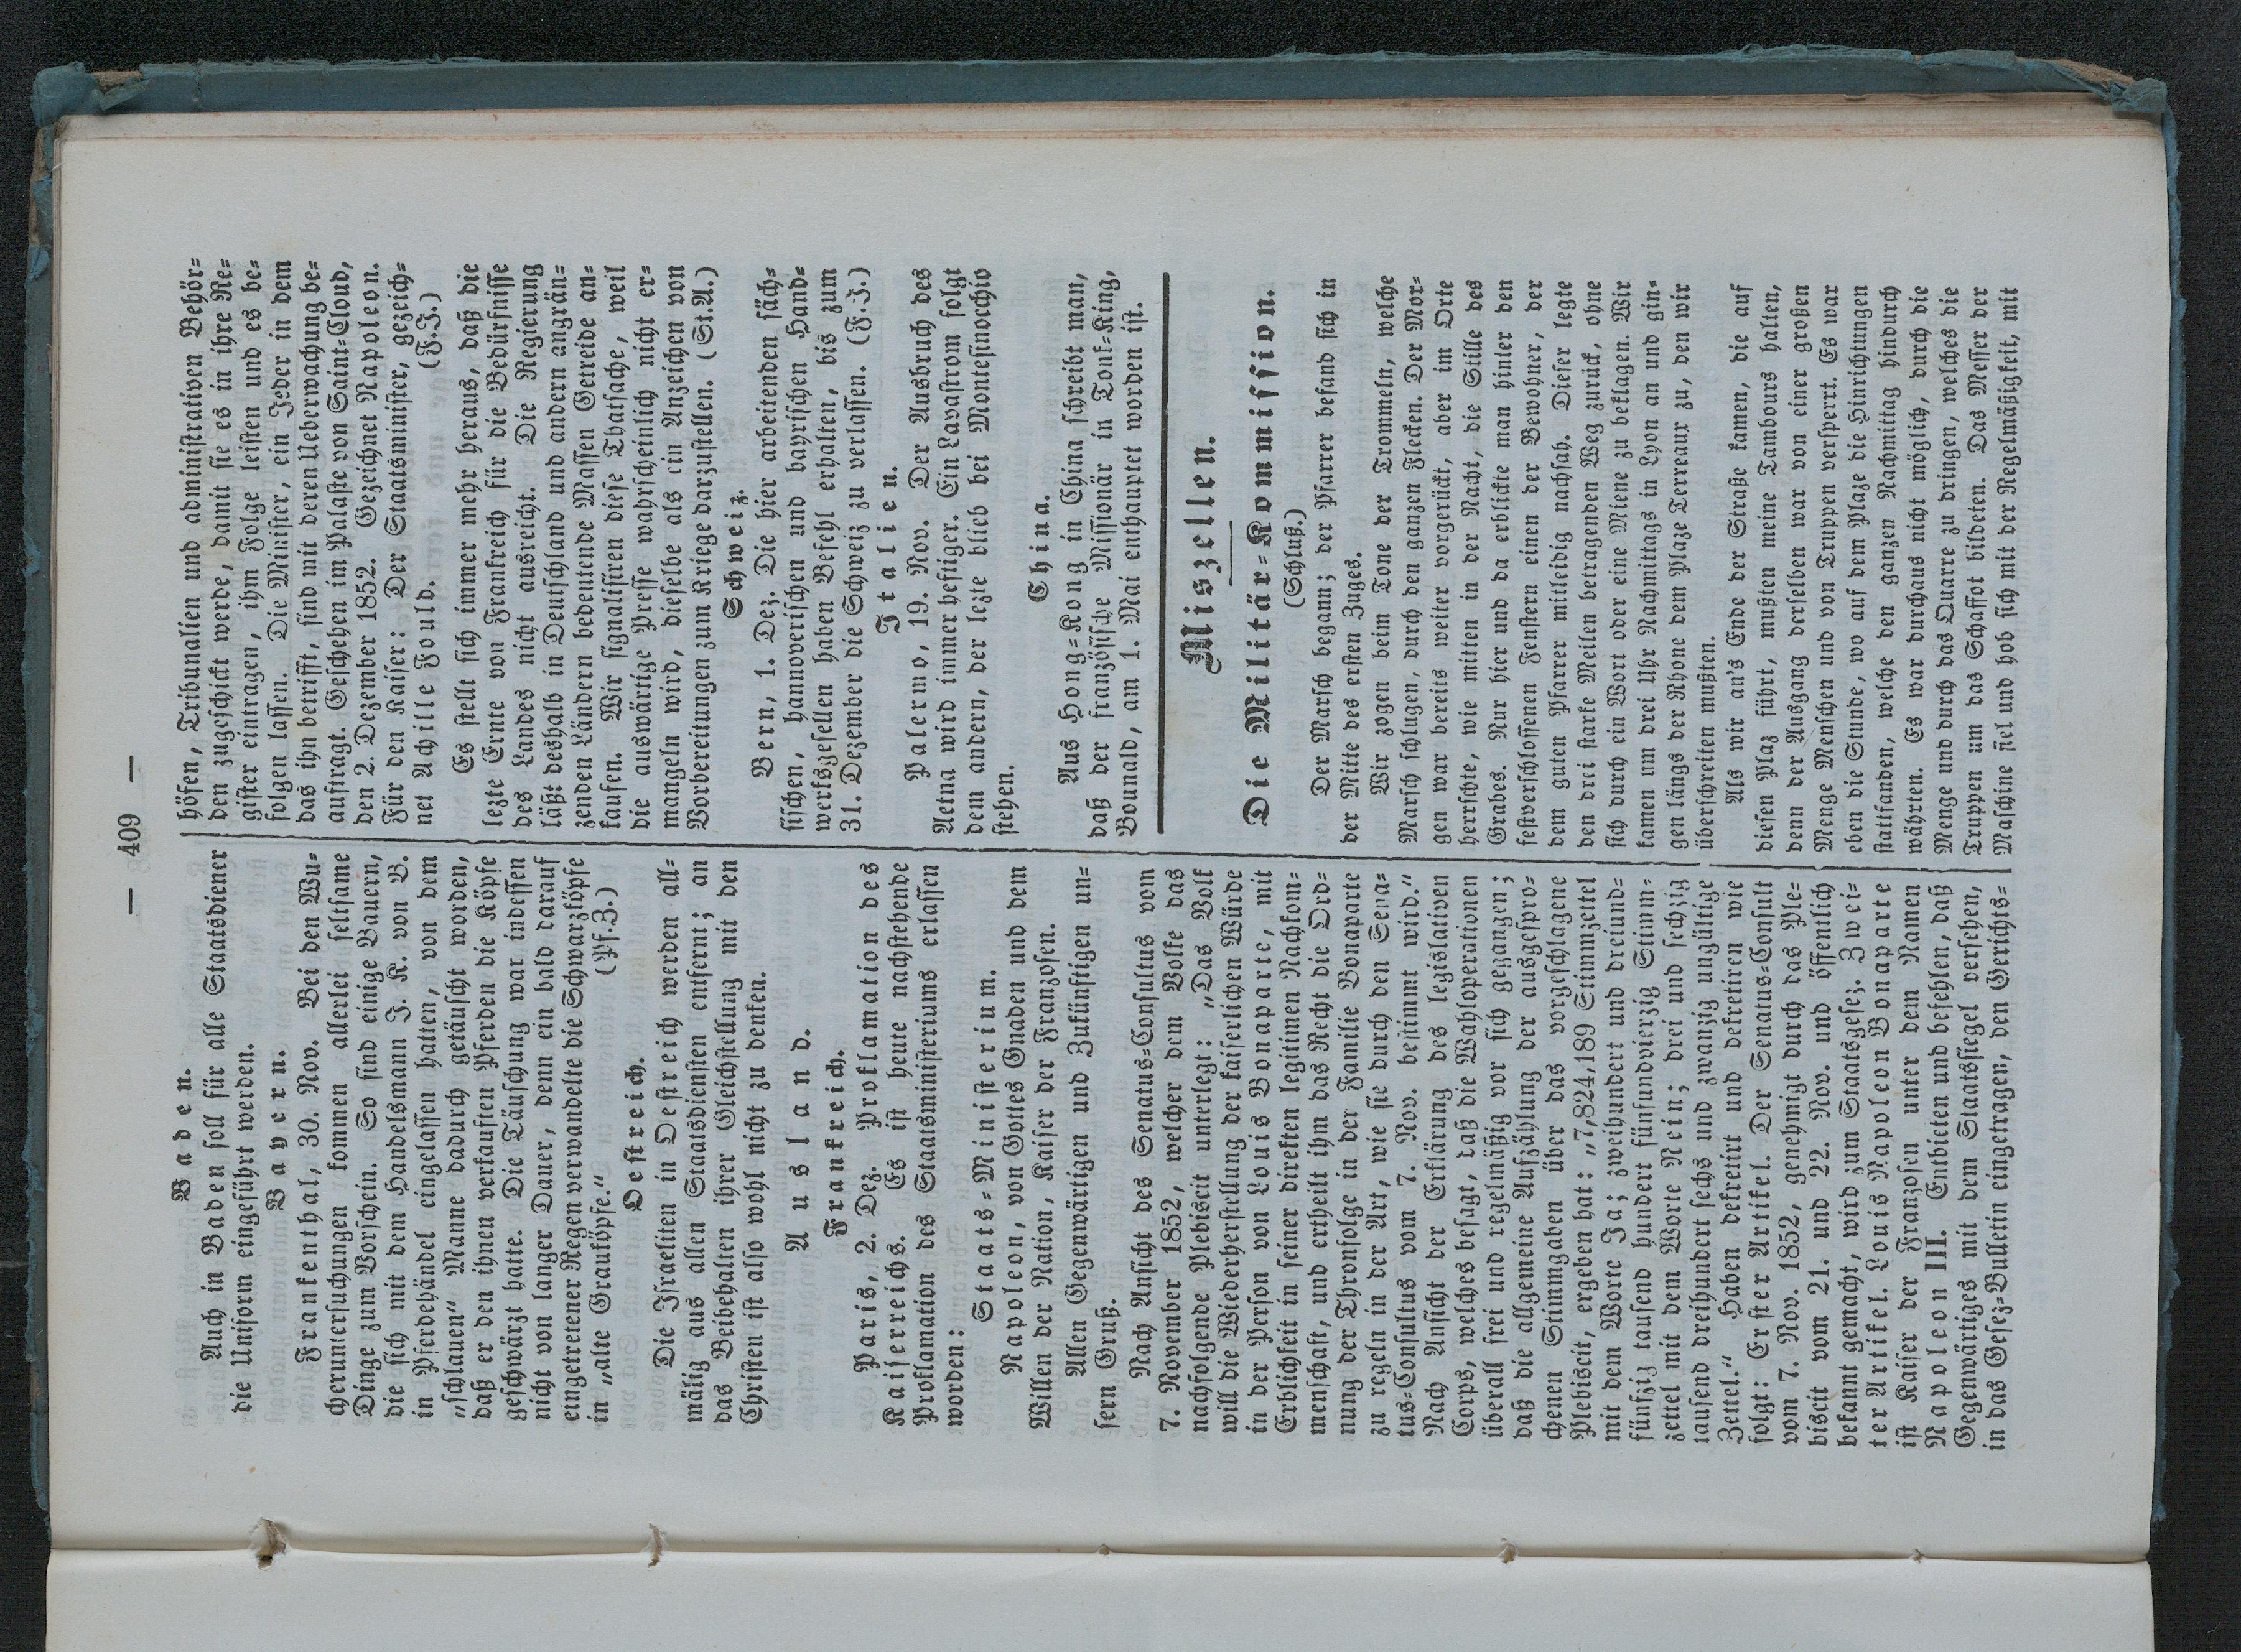 — 409 —
Baden.
Auch in Baden soll für alle Staatsdiener
die Uniform eingeführt werden.
Bayern.
Frankenthal, 30. Nov. Bei den Wu-
cheruntersuchungen kommen allerlei seltsame
Dinge zum Vorschein. So sind einige Bauern,
die sich mit dem Handelsmann J. K. von B.
in Pferdehändel eingelassen hatten, von dem
„schlauen“ Manne dadurch getäuscht worden,
daß er den ihnen verkauften Pferden die Köpfe
geschwärzt hatte. Die Täuschung war indessen
nicht von langer Dauer, denn ein bald darauf
eingetretener Regen verwandelte die Schwarzköpfe
in „alte Grauköpfe.“ (Pf.Z.)
Oestreich.
Die Israeliten in Oestreich werden all-
mälig aus allen Staatsdiensten entfernt; an
das Beibehalten ihrer Gleichstellung mit den
Christen ist also wohl nicht zu denken.
Ausland.
Frankreich.
Paris, 2. Dez. Proklamation des
Kaiserreichs. Es ist heute nachstehende
Proklamation des Staatsministeriums erlassen
worden:
Staats-Ministerium.
Napoleon, von Gottes Gnaden und dem
Willen der Nation, Kaiser der Franzosen.
Allen Gegenwärtigen und Zukünftigen un-
sern Gruß.
Nach Ansicht des Senatus-Consultus vom
7. November 1852, welcher dem Volke das
nachfolgende Plebiscit unterlegt: „Das Volk
will die Wiederherstellung der kaiserlichen Würde
in der Person von Louis Bonaparte, mit
Erblichkeit in seiner direkten legitimen Nachkom-
menschaft, und ertheilt ihm das Recht die Ord-
nung der Thronfolge in der Familie Bonaparte
zu regeln in der Art, wie sie durch den Sena-
tus-Consultus vom 7. Nov. bestimmt wird.“
Nach Ansicht der Erklärung des legislativen
Corps, welches besagt, daß die Wahloperationen
überall frei und regelmäßig vor sich gegangen;
daß die allgemeine Aufzählung der ausgespro-
chenen Stimmgaben über das vorgeschlagene
Plebiscit, ergeben hat: „7,824,189 Stimmzettel
mit dem Worte Ja; zweihundert und dreiund-
fünfzig tausend hundert fünfundvierzig Stimm-
zettel mit dem Worte Nein; drei und sechzig
tausend dreihundert sechs und zwanzig ungültige
Zettel.“ Haben dekretirt und dekretiren wie
folgt: Erster Artikel. Der Senatus-Consult
vom 7. Nov. 1852, genehmigt durch das Ple-
biscit vom 21. und 22. Nov. und öffentlich
bekannt gemacht, wird zum Staatsgesez. Zwei-
ter Artikel. Louis Napoleon Bonaparte
ist Kaiser der Franzosen unter dem Namen
Napoleon III. Entbieten und befehlen, daß
Gegenwärtiges mit dem Staatssiegel versehen,
in das Gesez-Bulletin eingetragen, den Gerichts-
höfen, Tribunalien und administrativen Behör-
den zugeschickt werde, damit sie es in ihre Re-
gister eintragen, ihm Folge leisten und es be-
folgen lassen. Die Minister, ein Jeder in dem
das ihn betrifft, sind mit deren Ueberwachung be-
auftragt. Geschehen im Palaste von Saint-Cloud,
den 2. Dezember 1852. Gezeichnet Napoleon.
Für den Kaiser: Der Staatsminister, gezeich-
net Achille Fould. (F.J.)
Es stellt sich immer mehr heraus, daß die
lezte Ernte von Frankreich für die Bedürfnisse
des Landes nicht ausreicht. Die Regierung
läßt deshalb in Deutschland und andern angrän-
zenden Ländern bedeutende Massen Getreide an-
kaufen. Wir signalisiren diese Thatsache, weil
die auswärtige Presse wahrscheinlich nicht er-
mangeln wird, dieselbe als ein Anzeichen von
Vorbereitungen zum Kriege darzustellen. (St.A.)
Schweiz.
Bern, 1. Dez. Die hier arbeitenden säch-
sischen, hannoverischen und bayrischen Hand-
werksgesellen haben Befehl erhalten, bis zum
31. Dezember die Schweiz zu verlassen. (F.J.)
Italien.
Palermo, 19. Nov. Der Ausbruch des
Aetna wird immer heftiger. Ein Lavastrom folgt
dem andern, der lezte blieb bei Montefinorchio
stehen.
China.
Aus Hong-Kong in China schreibt man,
daß der französische Missionär in Tonk-King,
Bounald, am 1. Mai enthauptet worden ist.
Miszellen.
Die Militär-Kommission.
(Schluß.)
Der Marsch begann; der Pfarrer befand sich in
der Mitte des ersten Zuges.
Wir zogen beim Tone der Trommeln, welche
Marsch schlugen, durch den ganzen Flecken. Der Mor-
gen war bereits weiter vorgerückt, aber im Orte
herrschte, wie mitten in der Nacht, die Stille des
Grabes. Nur hier und da erblickte man hinter den
festverschlossenen Fenstern einen der Bewohner, der
dem guten Pfarrer mitleidig nachsah. Dieser legte
den drei starke Meilen betragenden Weg zurück, ohne
sich durch ein Wort oder eine Miene zu beklagen. Wir
kamen um drei Uhr Nachmittags in Lyon an und gin-
gen längs der Rhone dem Plaze Terreaux zu, den wir
überschreiten mußten.
Als wir an's Ende der Straße kamen, die auf
diesen Plaz führt, mußten meine Tambours halten,
denn der Ausgang derselben war von einer großen
Menge Menschen und von Truppen versperrt. Es war
eben die Stunde, wo auf dem Plaze die Hinrichtungen
stattfanden, welche den ganzen Nachmittag hindurch
währten. Es war durchaus nicht möglich, durch die
Menge und durch das Quarre zu dringen, welches die
Truppen um das Schaffot bildeten. Das Messer der
Maschine fiel und hob sich mit der Regelmäßigkeit, mit